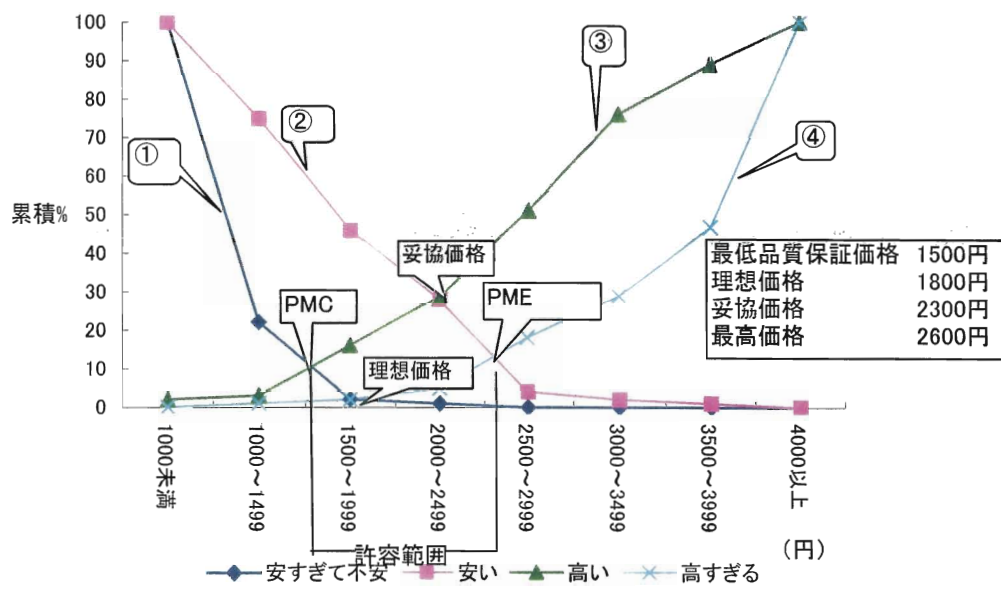 100
90
80
70
60
50
40
30
20
10
0
累積%
①
②
③
④
PMC
妥協価格
PME
理想価格
最低品質保証価格 1500円
理想価格 1800円
妥協価格 2300円
最高価格 2600円
1000未満
1000～1499
1500～1999
2000～2499
2500～2999
3000～3499
3500～3999
4000以上
(円)
許容範囲
安すぎて不安 安い 高い 高すぎる